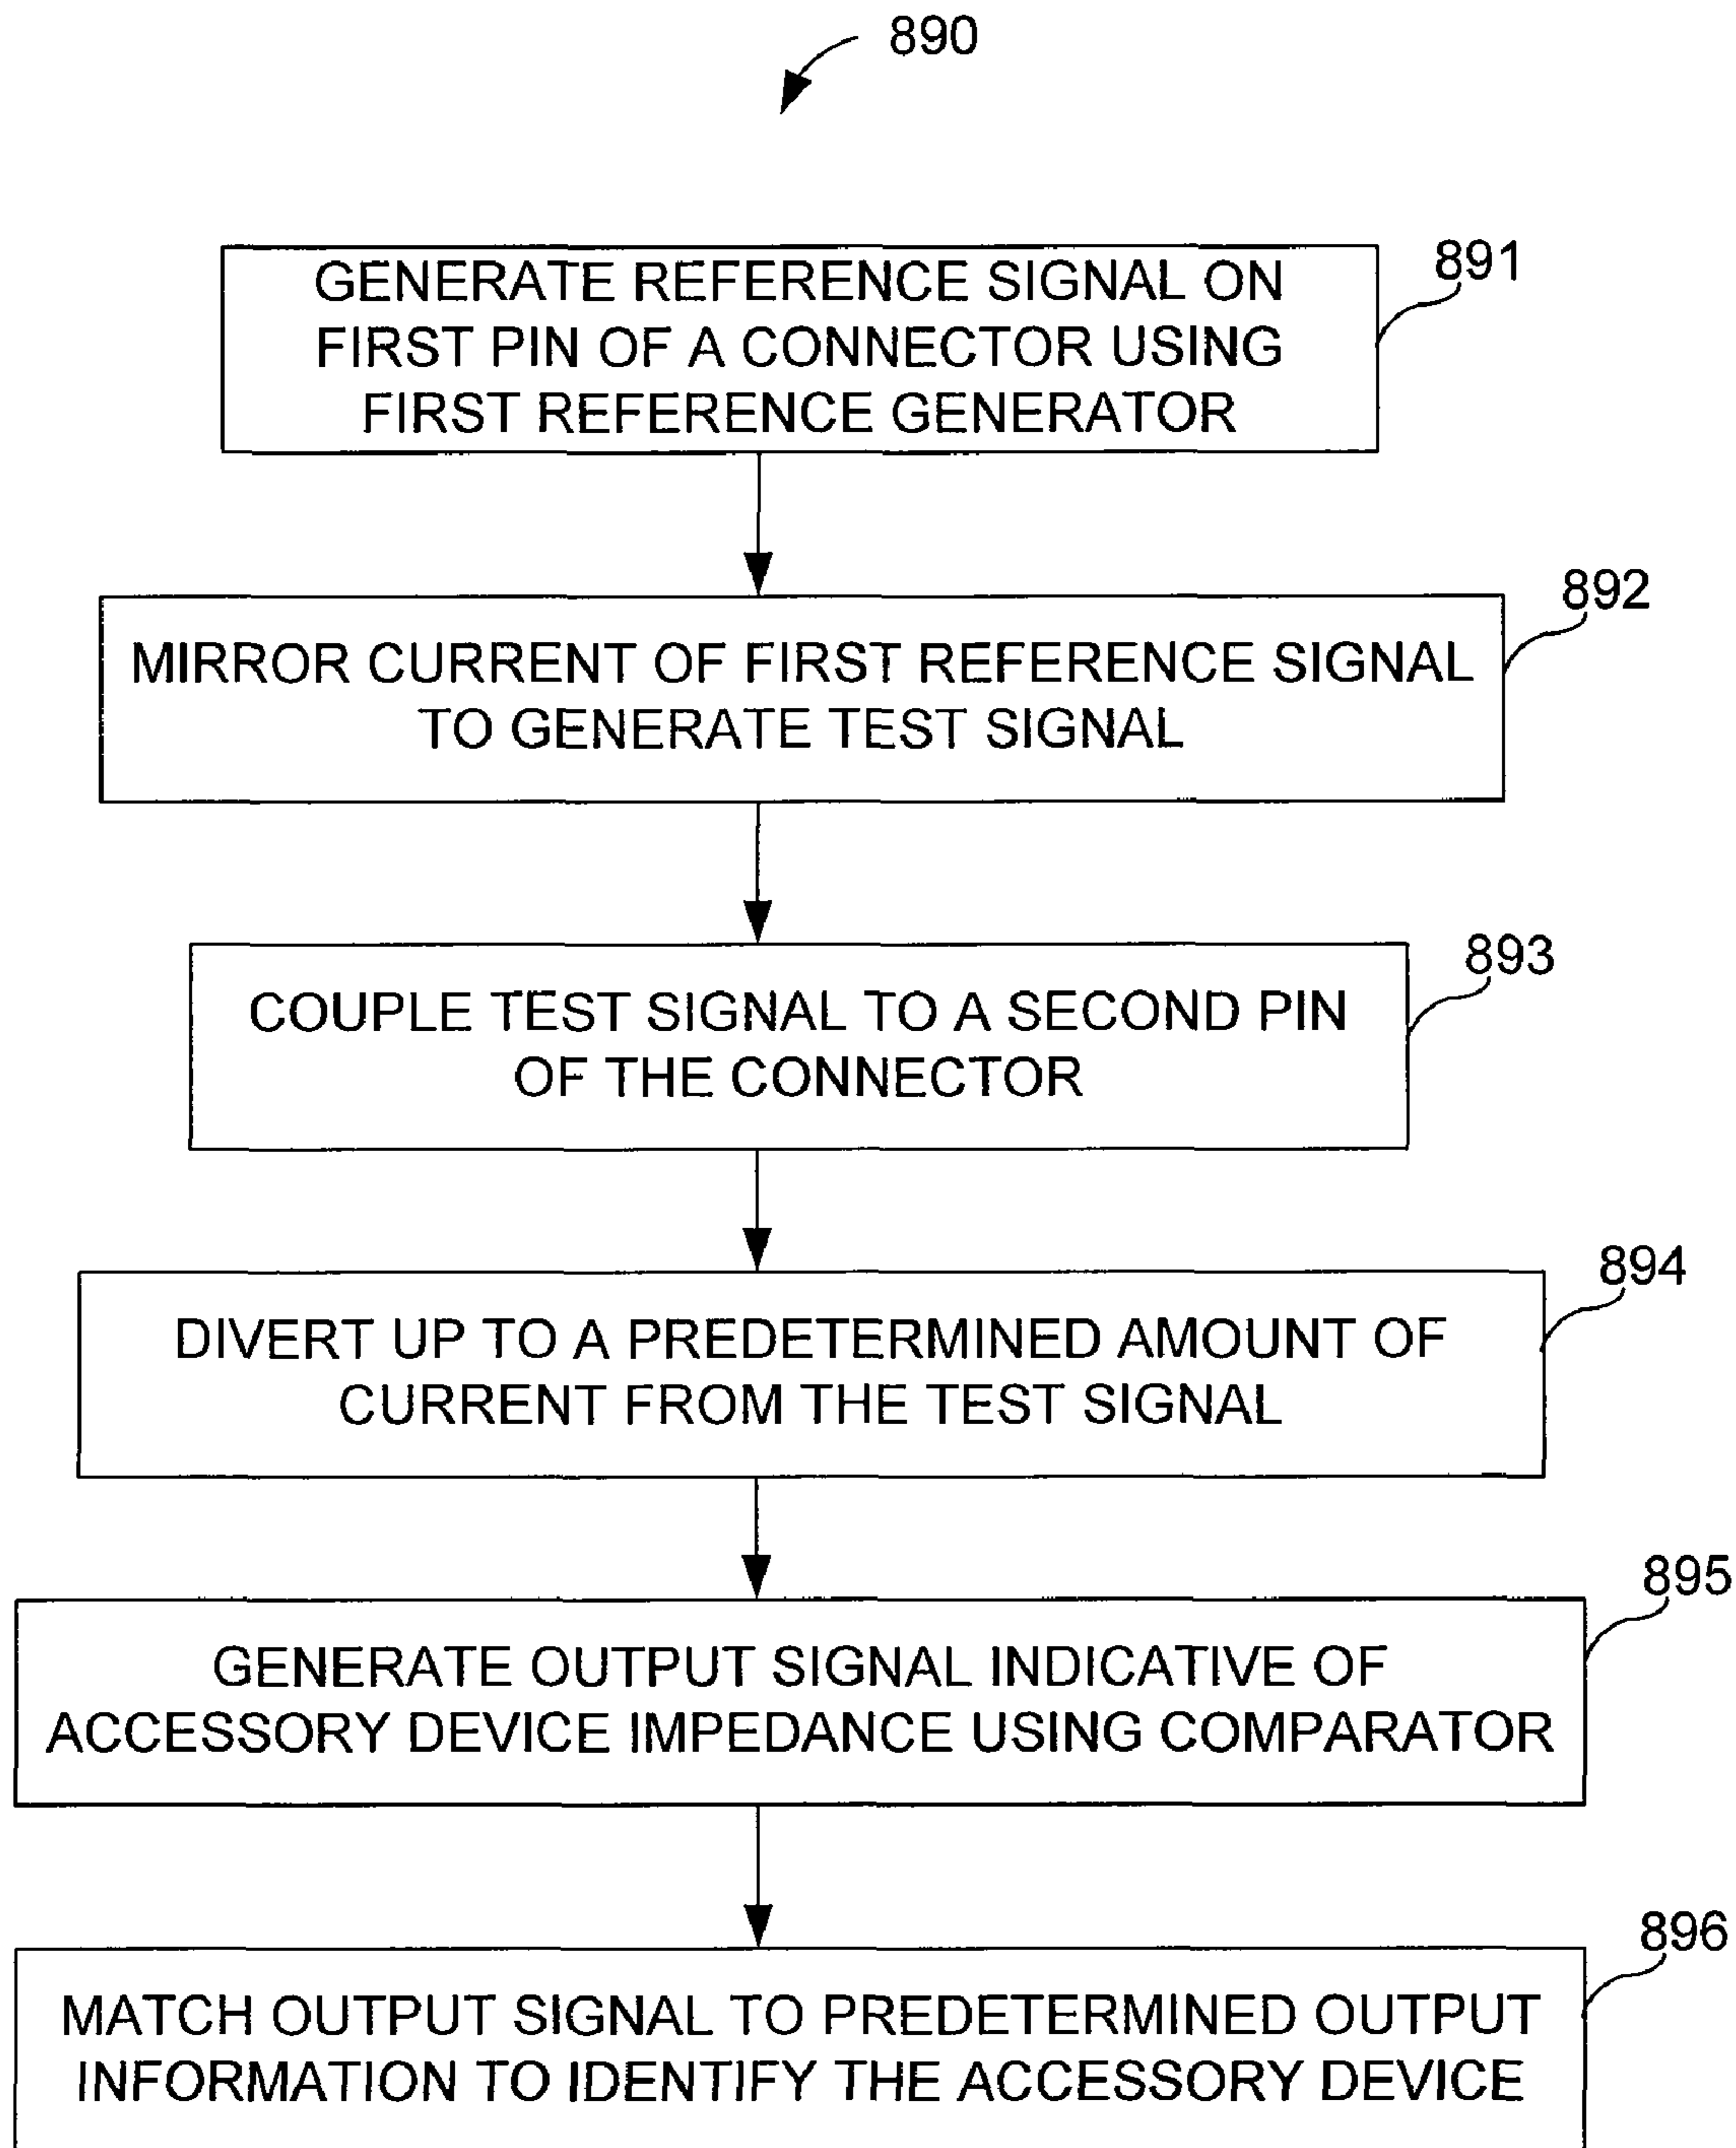 890
GENERATE REFERENCE SIGNAL ON
FIRST PIN OF A CONNECTOR USING
FIRST REFERENCE GENERATOR
891
MIRROR CURRENT OF FIRST REFERENCE SIGNAL
TO GENERATE TEST SIGNAL
892
COUPLE TEST SIGNAL TO A SECOND PIN
OF THE CONNECTOR
893
DIVERT UP TO A PREDETERMINED AMOUNT OF
CURRENT FROM THE TEST SIGNAL
894
GENERATE OUTPUT SIGNAL INDICATIVE OF
ACCESSORY DEVICE IMPEDANCE USING COMPARATOR
895
MATCH OUTPUT SIGNAL TO PREDETERMINED OUTPUT
INFORMATION TO IDENTIFY THE ACCESSORY DEVICE
896